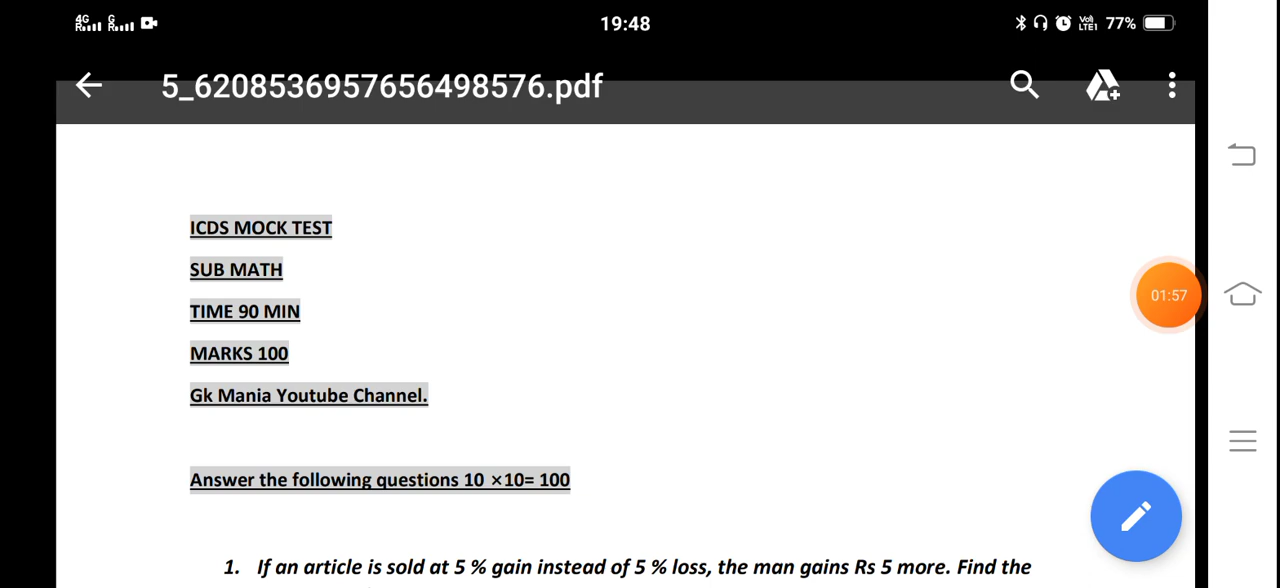 19:48
77%
5_6208536957656498576.pdf
ICDS MOCK TEST
SUB MATH
TIME 90 MIN
MARKS 100
01:57
Gk Mania Youtube Channel.
Answer the following questions 10 ×10= 100
1. If an article is sold at 5 % gain instead of 5 % loss, the man gains Rs 5 more. Find the